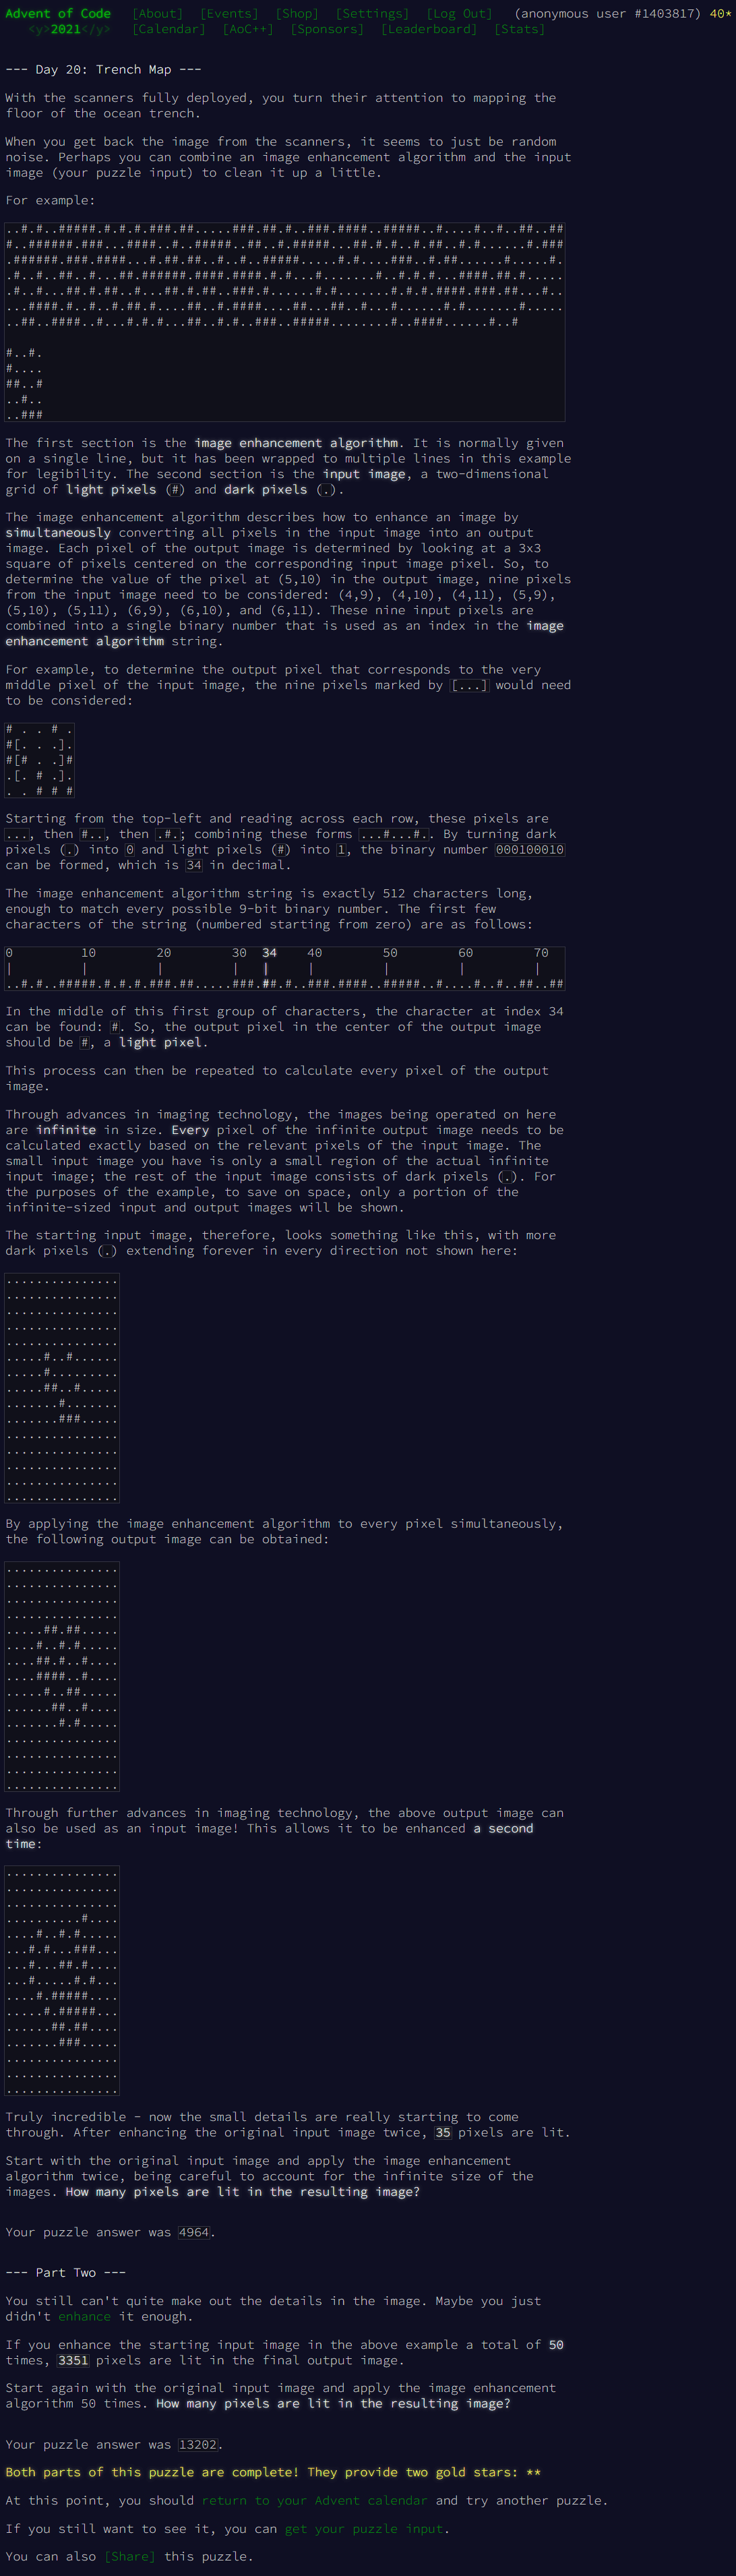 Advent of Code [About] [Events] [Shop] [Settings] [Log Out] (anonymous user #1403817) 40*
<y>2021</y> [Calendar] [AoC++] [Sponsors] [Leaderboard] [Stats]
--- Day 20: Trench Map ---
With the scanners fully deployed, you turn their attention to mapping the
floor of the ocean trench.
When you get back the image from the scanners, it seems to just be random
noise. Perhaps you can combine an image enhancement algorithm and the input
image (your puzzle input) to clean it up a little.
For example:
..#.#..#####.#.#.#.###.##.....###.##.#..###.####..#####..#....#..#..##..##
#..######.###...####..#..#####..##..#.#####...##.#.#..#.##..#.#......#.###
.######.###.####...#.##.##..#..#..#####.....#.#....###..#.##......#.....#.
.#..#..##..#...##.######.####.####.#.#...#.......#..#.#.#...####.##.#.....
.#..#...##.#.##..#...##.#.##..###.#......#.#.......#.#.#.####.###.##...#..
...####.#..#..#.##.#....##..#.####....##...##..#...#......#.#.......#.....
..##..####..#...#.#.#...##..#.#..###..#####........#..####......#..#
#..#.
#....
##..#
..#..
..###
The first section is the image enhancement algorithm. It is normally given
on a single line, but it has been wrapped to multiple lines in this example
for legibility. The second section is the input image, a two-dimensional
grid of light pixels (#) and dark pixels (.).
The image enhancement algorithm describes how to enhance an image by
simultaneously converting all pixels in the input image into an output
image. Each pixel of the output image is determined by looking at a 3x3
square of pixels centered on the corresponding input image pixel. So, to
determine the value of the pixel at (5,10) in the output image, nine pixels
from the input image need to be considered: (4,9), (4,10), (4,11), (5,9),
(5,10), (5,11), (6,9), (6,10), and (6,11). These nine input pixels are
combined into a single binary number that is used as an index in the image
enhancement algorithm string.
For example, to determine the output pixel that corresponds to the very
middle pixel of the input image, the nine pixels marked by [...] would need
to be considered:
# . . # .
#[. . .].
#[# . .]#
.[. # .].
. . # # #
Starting from the top-left and reading across each row, these pixels are
..., then #.., then .#.; combining these forms ...#...#.. By turning dark
pixels (.) into 0 and light pixels (#) into 1, the binary number 000100010
can be formed, which is 34 in decimal.
The image enhancement algorithm string is exactly 512 characters long,
enough to match every possible 9-bit binary number. The first few
characters of the string (numbered starting from zero) are as follows:
0         10        20        30  34    40        50        60        70
|         |         |         |   |     |         |         |         |
..#.#..#####.#.#.#.###.##.....###.##.#..###.####..#####..#....#..#..##..##
In the middle of this first group of characters, the character at index 34
can be found: #. So, the output pixel in the center of the output image
should be #, a light pixel.
This process can then be repeated to calculate every pixel of the output
image.
Through advances in imaging technology, the images being operated on here
are infinite in size. Every pixel of the infinite output image needs to be
calculated exactly based on the relevant pixels of the input image. The
small input image you have is only a small region of the actual infinite
input image; the rest of the input image consists of dark pixels (.). For
the purposes of the example, to save on space, only a portion of the
infinite-sized input and output images will be shown.
The starting input image, therefore, looks something like this, with more
dark pixels (.) extending forever in every direction not shown here:
...............
...............
...............
...............
...............
.....#..#......
.....#.........
.....##..#.....
.......#.......
.......###.....
...............
...............
...............
...............
...............
By applying the image enhancement algorithm to every pixel simultaneously,
the following output image can be obtained:
...............
...............
...............
...............
.....##.##.....
....#..#.#.....
....##.#..#....
....####..#....
.....#..##.....
......##..#....
.......#.#.....
...............
...............
...............
...............
Through further advances in imaging technology, the above output image can
also be used as an input image! This allows it to be enhanced a second
time:
...............
...............
...............
..........#....
....#..#.#.....
...#.#...###...
...#...##.#....
...#.....#.#...
....#.#####....
.....#.#####...
......##.##....
.......###.....
...............
...............
...............
Truly incredible - now the small details are really starting to come
through. After enhancing the original input image twice, 35 pixels are lit.
Start with the original input image and apply the image enhancement
algorithm twice, being careful to account for the infinite size of the
images. How many pixels are lit in the resulting image?
Your puzzle answer was 4964.
--- Part Two ---
You still can't quite make out the details in the image. Maybe you just
didn't enhance it enough.
If you enhance the starting input image in the above example a total of 50
times, 3351 pixels are lit in the final output image.
Start again with the original input image and apply the image enhancement
algorithm 50 times. How many pixels are lit in the resulting image?
Your puzzle answer was 13202.
Both parts of this puzzle are complete! They provide two gold stars: **
At this point, you should return to your Advent calendar and try another puzzle.
If you still want to see it, you can get your puzzle input.
You can also [Share] this puzzle.